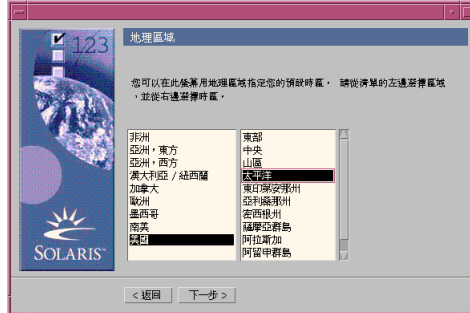 123
地理區域
您可以在此螢幕用地理區域指定您的預設時區。 請從清單的左邊選擇區域
，並從右邊選擇時區。
非洲
亞洲，東方
亞洲，西方
澳大利亞 / 紐西蘭
加拿大
歐洲
墨西哥
南美
美國
東部
中央
山區
太平洋
東印第安那州
亞利桑那州
密西根州
薩摩亞群島
阿拉斯加
阿留申群島
SOLARIS™
< 返回
下一步 >